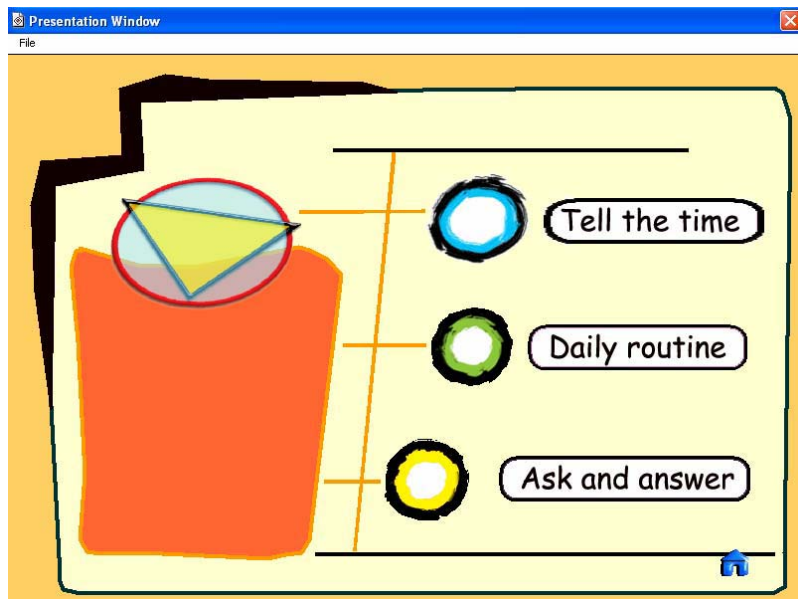 Presentation Window
File
Tell the time
Daily routine
Ask and answer